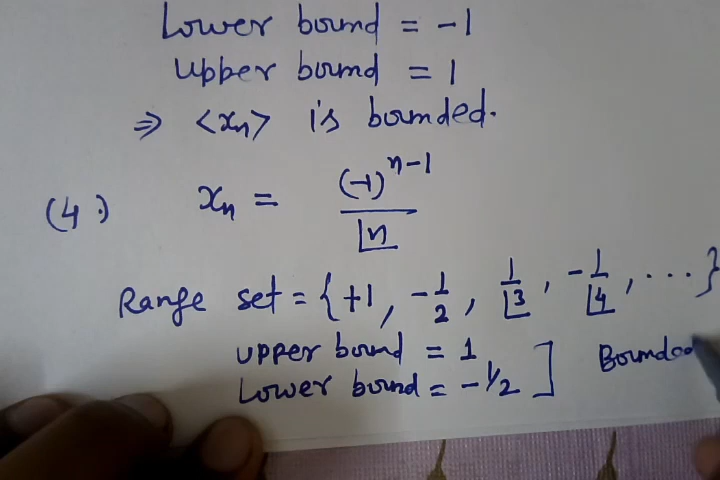 Lower bound = -1
Upper bound = 1
⇒ <xn> is bounded.
(4.) xn = (-1)^{n-1} / ⌊n
Range set = {+1, -1/2, 1/⌊3, -1/⌊4, ...}
upper bound = 1
Lower bound = -1/2 ] Bounded